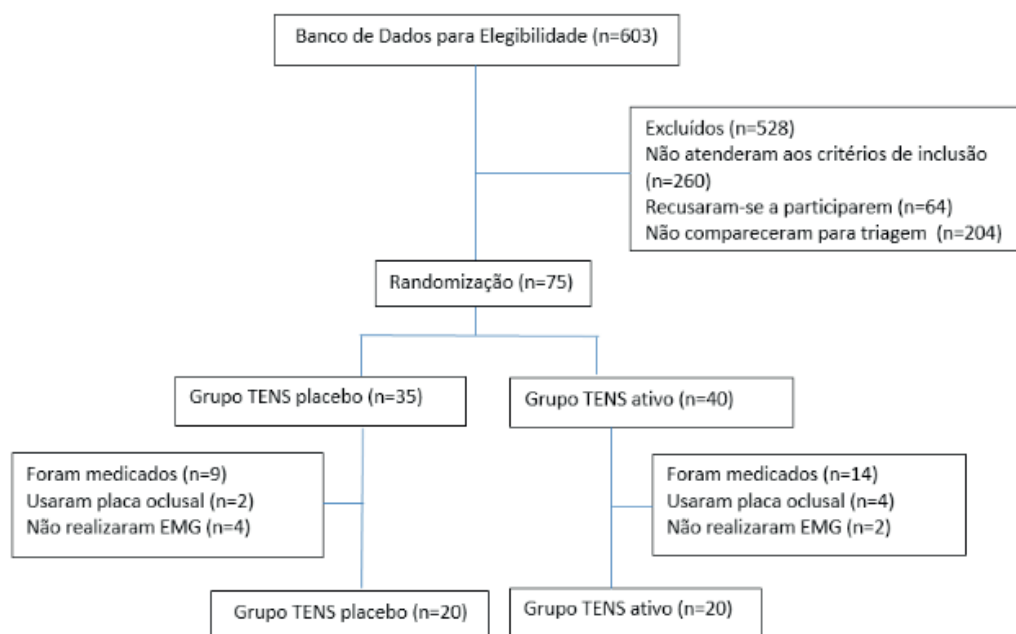 Banco de Dados para Elegibilidade (n=603)
Excluídos (n=528)
Não atenderam aos critérios de inclusão
(n=260)
Recusaram-se a participarem (n=64)
Não compareceram para triagem (n=204)
Randomização (n=75)
Grupo TENS placebo (n=35)
Grupo TENS ativo (n=40)
Foram medicados (n=9)
Usaram placa oclusal (n=2)
Não realizaram EMG (n=4)
Foram medicados (n=14)
Usaram placa oclusal (n=4)
Não realizaram EMG (n=2)
Grupo TENS placebo (n=20)
Grupo TENS ativo (n=20)